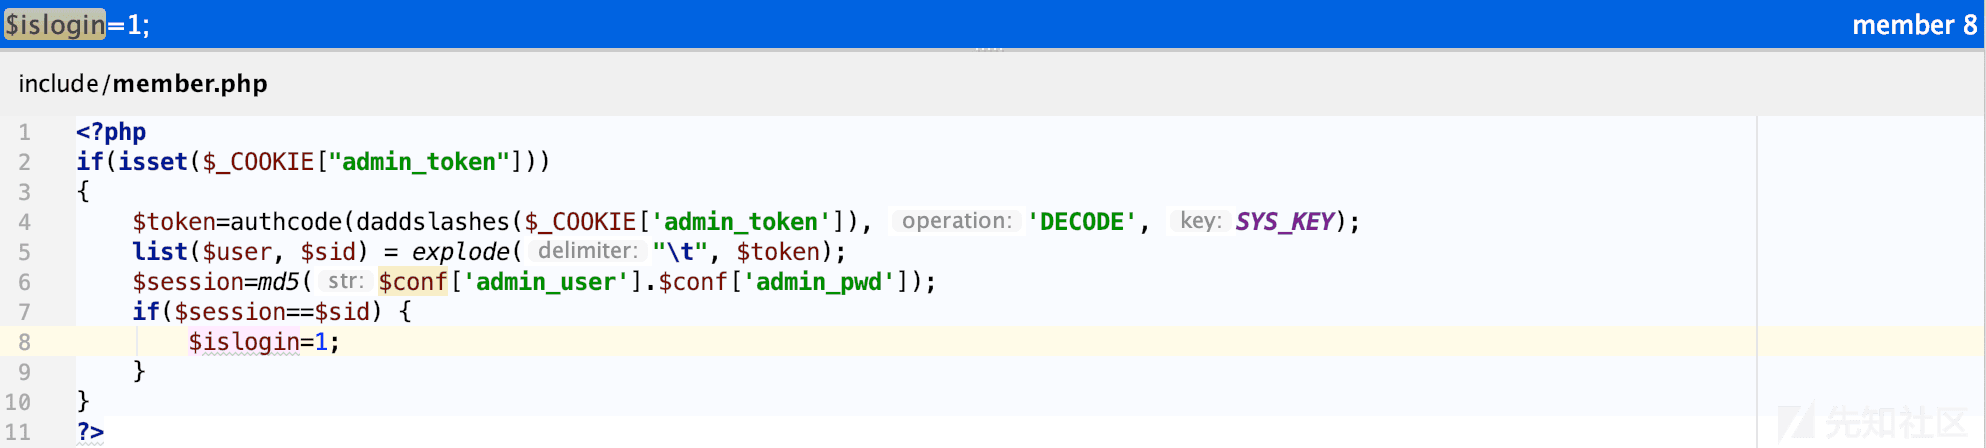 $islogin=1; member 8
include/member.php
1 <?php
2 if(isset($_COOKIE["admin_token"]))
3 {
4 $token=authcode(daddslashes($_COOKIE['admin_token']), operation: 'DECODE', key: SYS_KEY);
5 list($user, $sid) = explode( delimiter: "\t", $token);
6 $session=md5( str: $conf['admin_user'].$conf['admin_pwd']);
7 if($session==$sid) {
8 $islogin=1;
9 }
10 }
11 ?>
先知社区